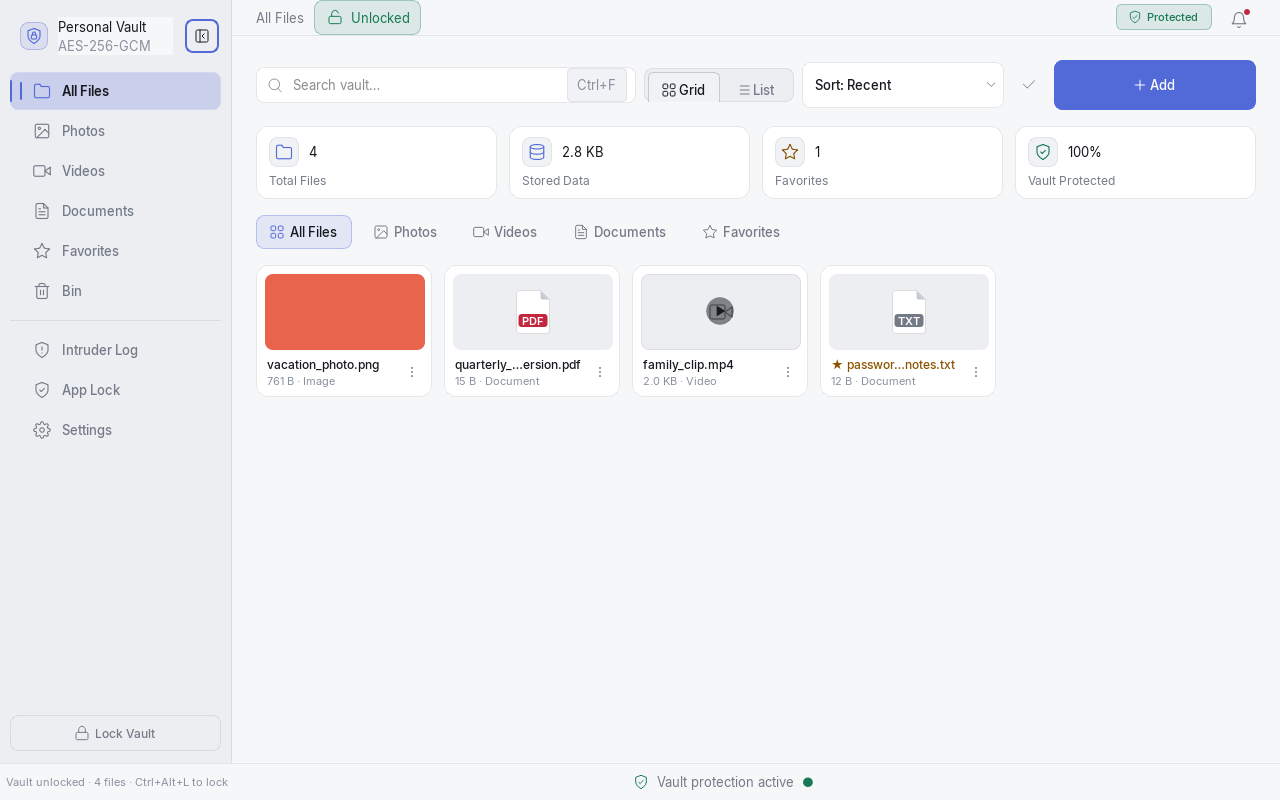 Personal Vault
AES-256-GCM
All Files
Photos
Videos
Documents
Favorites
Bin
Intruder Log
App Lock
Settings
Lock Vault
Vault unlocked · 4 files · Ctrl+Alt+L to lock
All Files
Unlocked
Protected
Search vault...
Ctrl+F
Grid
List
Sort: Recent
Add
4
Total Files
2.8 KB
Stored Data
1
Favorites
100%
Vault Protected
All Files
Photos
Videos
Documents
Favorites
vacation_photo.png
761 B · Image
PDF
quarterly_...ersion.pdf
15 B · Document
family_clip.mp4
2.0 KB · Video
TXT
★ passwor...notes.txt
12 B · Document
Vault protection active